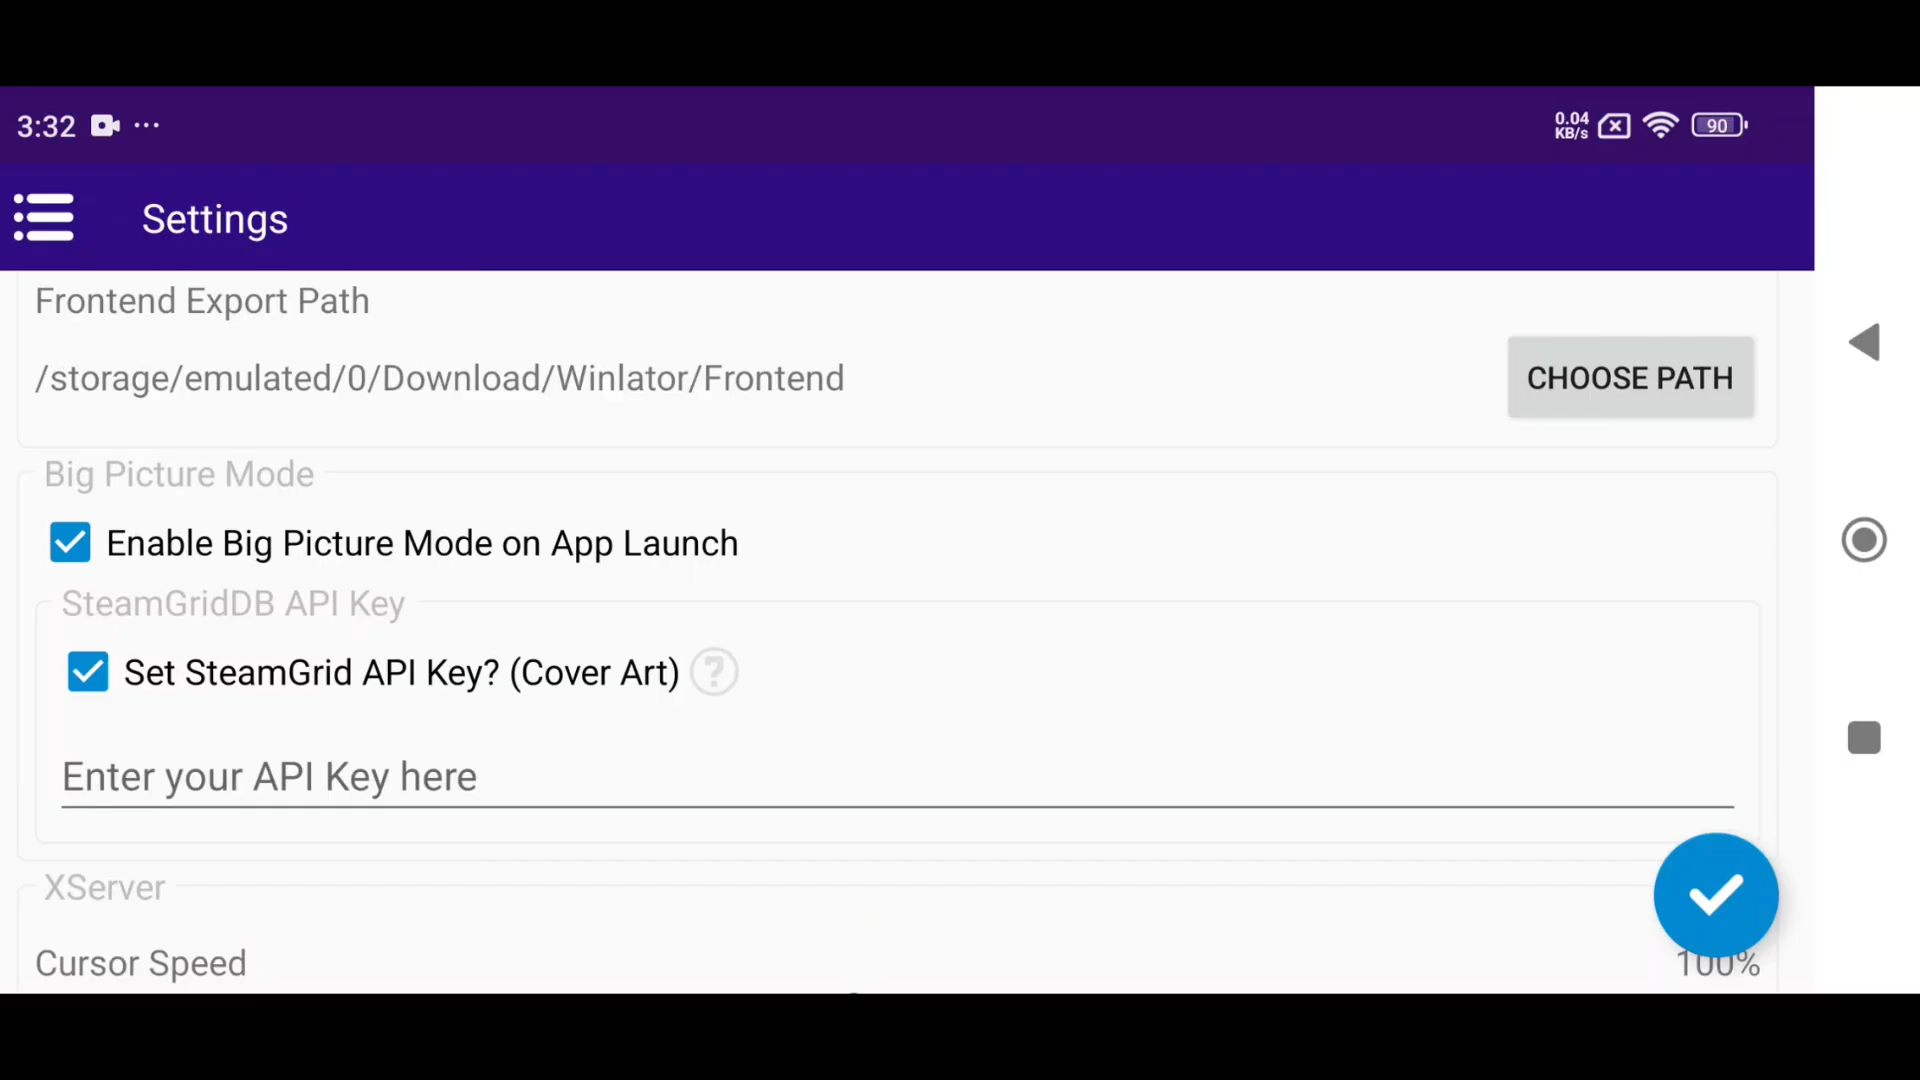 3:32 ... 0.04 KB/s 90
Settings
Frontend Export Path
/storage/emulated/0/Download/Winlator/Frontend
CHOOSE PATH
Big Picture Mode
Enable Big Picture Mode on App Launch
SteamGridDB API Key
Set SteamGrid API Key? (Cover Art) ?
Enter your API Key here
XServer
Cursor Speed
100%